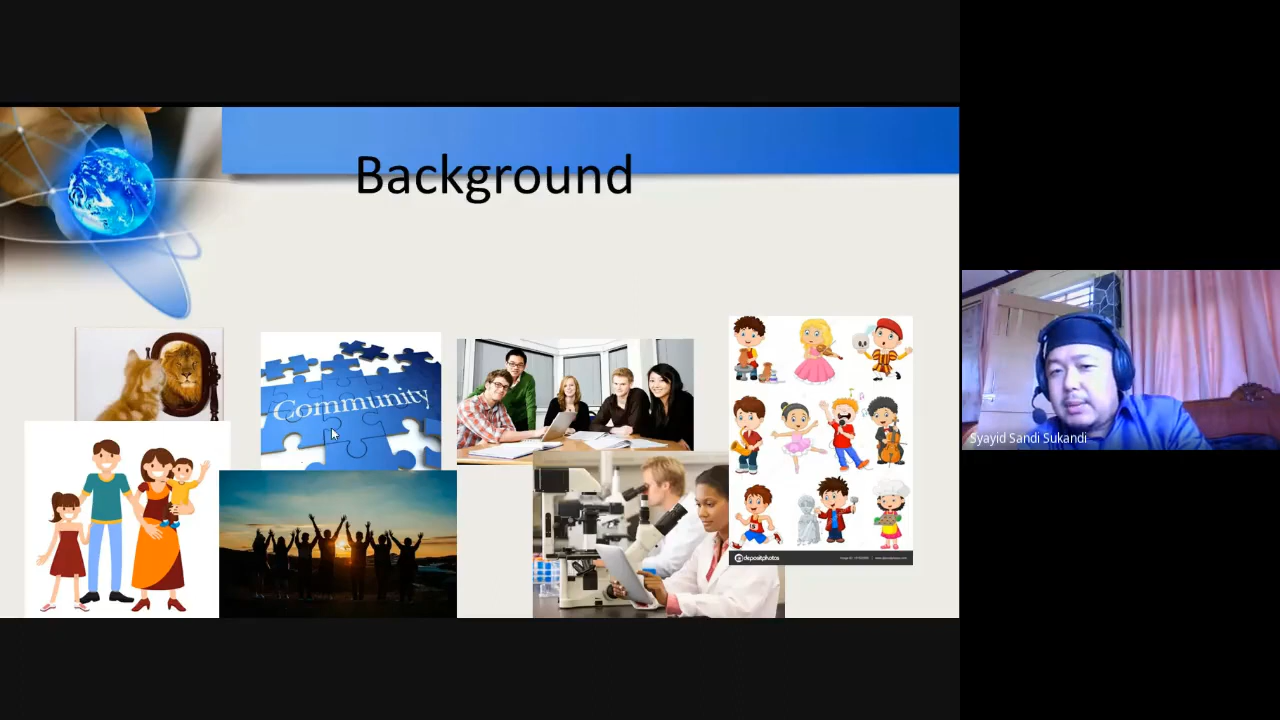 Background
Community
depositphotos
Syayid Sandi Sukandi